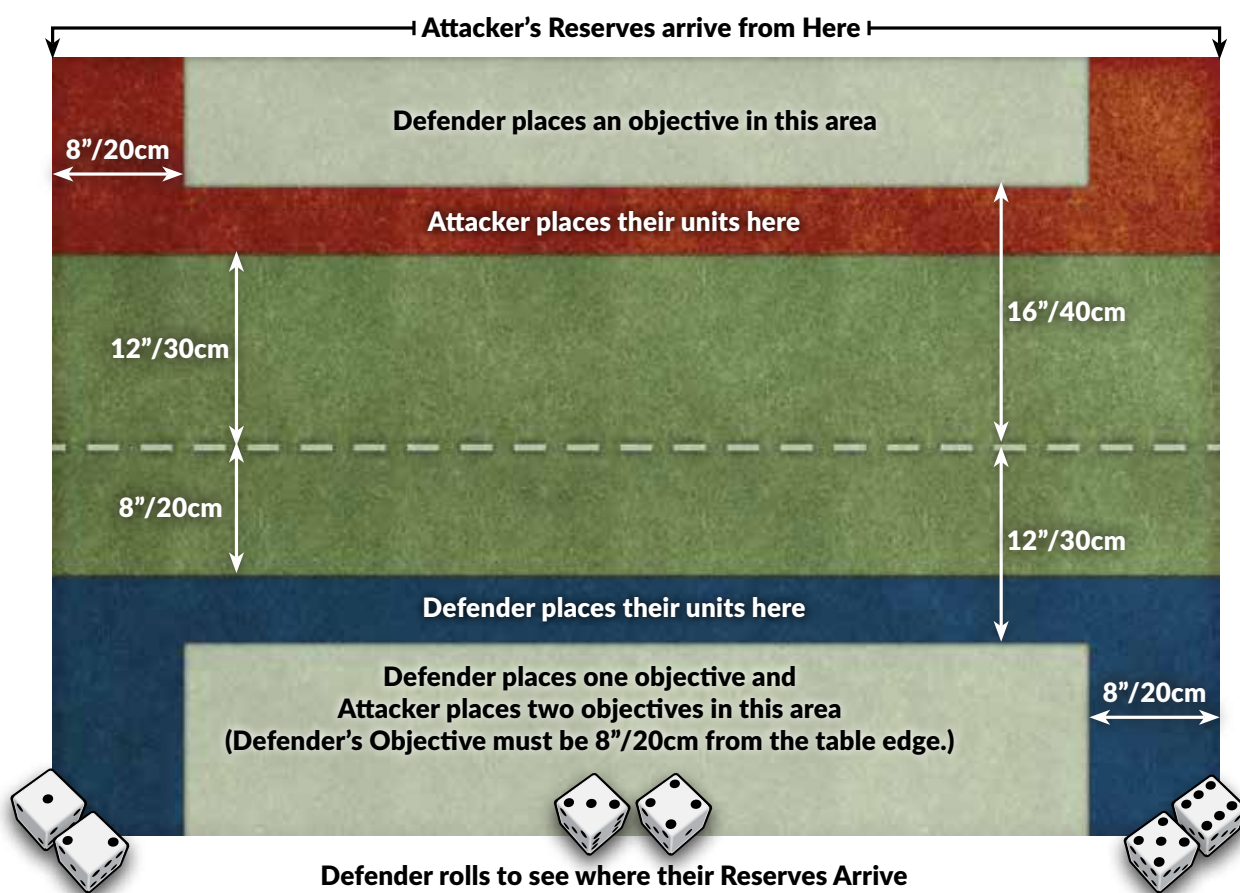 Attacker’s Reserves arrive from Here
Defender places an objective in this area
8”/20cm
Attacker places their units here
16”/40cm
12”/30cm
8”/20cm
12”/30cm
Defender places their units here
Defender places one objective and
Attacker places two objectives in this area
(Defender’s Objective must be 8”/20cm from the table edge.)
8”/20cm
Defender rolls to see where their Reserves Arrive